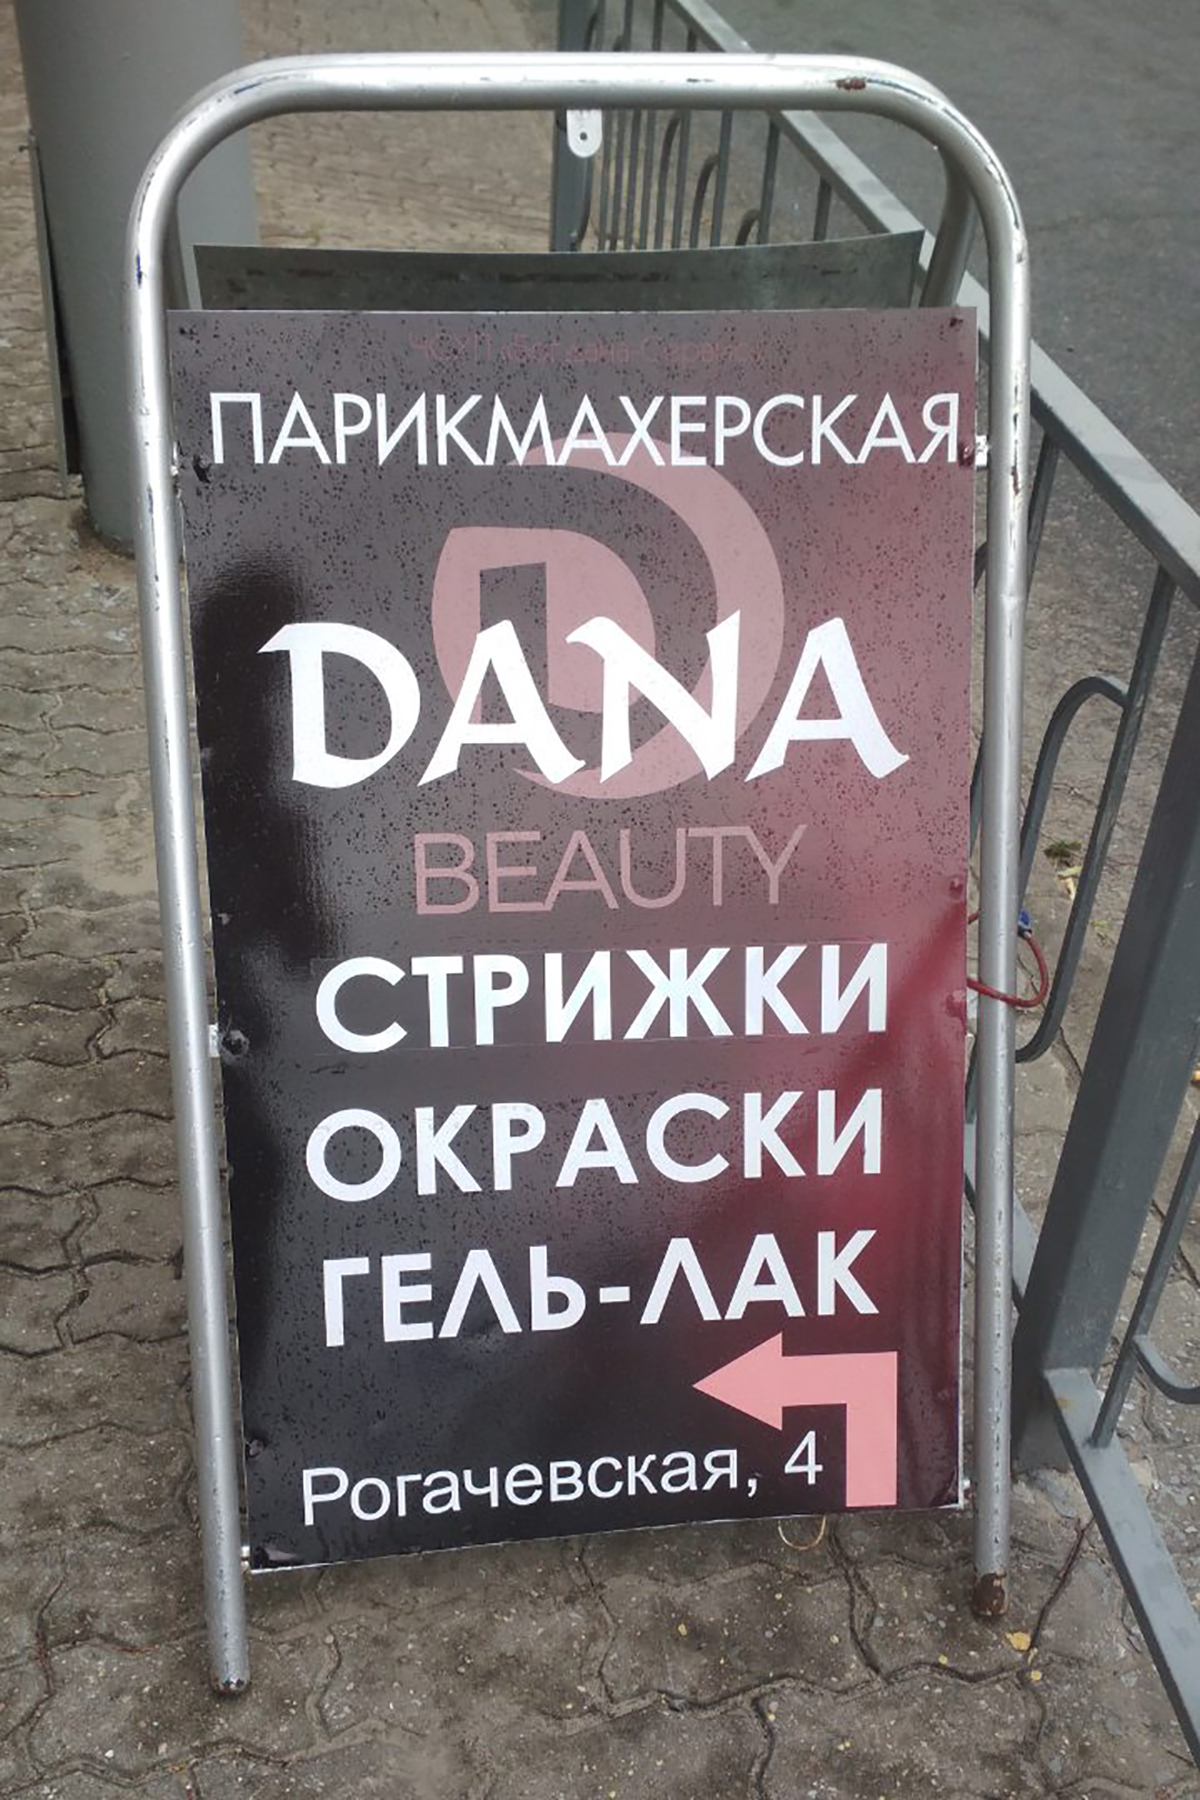 ПАРИКМАХЕРСКАЯ
DANA
BEAUTY
СТРИЖКИ
ОКРАСКИ
ГЕЛЬ-ЛАК
Рогачевская, 4